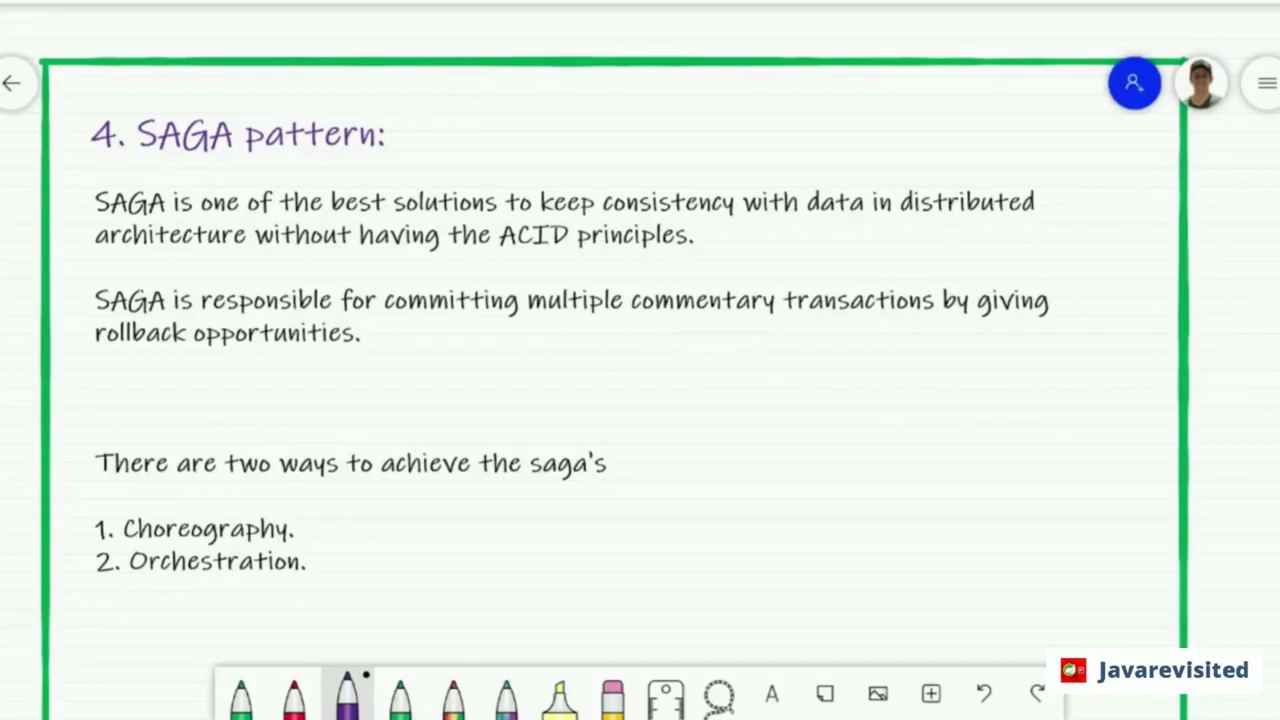 4. SAGA pattern:
SAGA is one of the best solutions to keep consistency with data in distributed
architecture without having the ACID principles.
SAGA is responsible for committing multiple commentary transactions by giving
rollback opportunities.
There are two ways to achieve the saga's
1. Choreography.
2. Orchestration.
A
Javarevisited